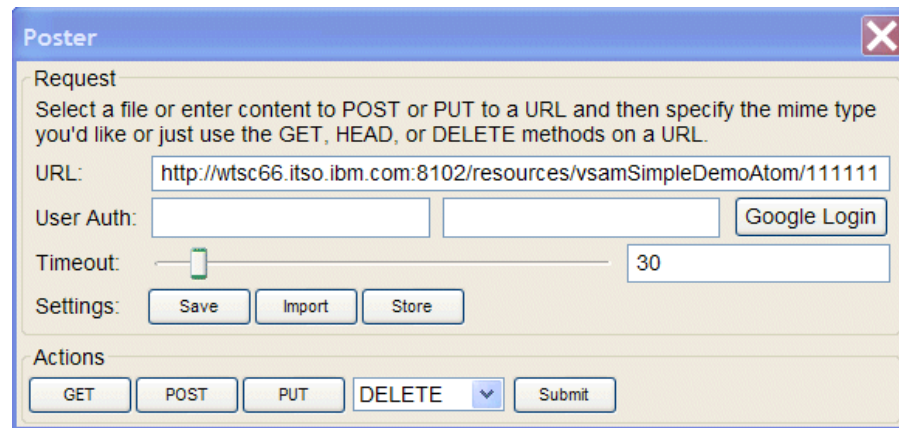 Poster
Request
Select a file or enter content to POST or PUT to a URL and then specify the mime type
you'd like or just use the GET, HEAD, or DELETE methods on a URL.
URL: http://wtsc66.itso.ibm.com:8102/resources/vsamSimpleDemoAtom/111111
User Auth: Google Login
Timeout: 30
Settings: Save Import Store
Actions
GET POST PUT DELETE Submit